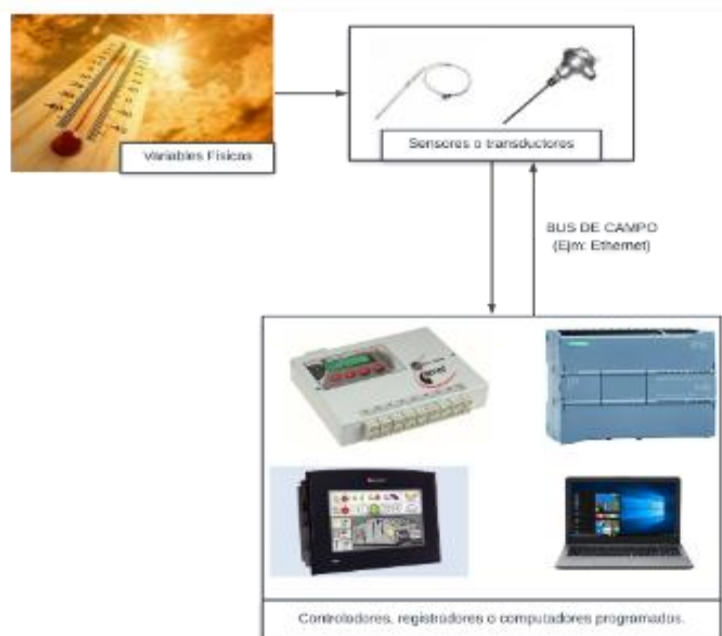 Variables Físicas
Sensores o transductores
BUS DE CAMPO
(Ejm: Ethernet)
Controladores, registradores o computadores programados.